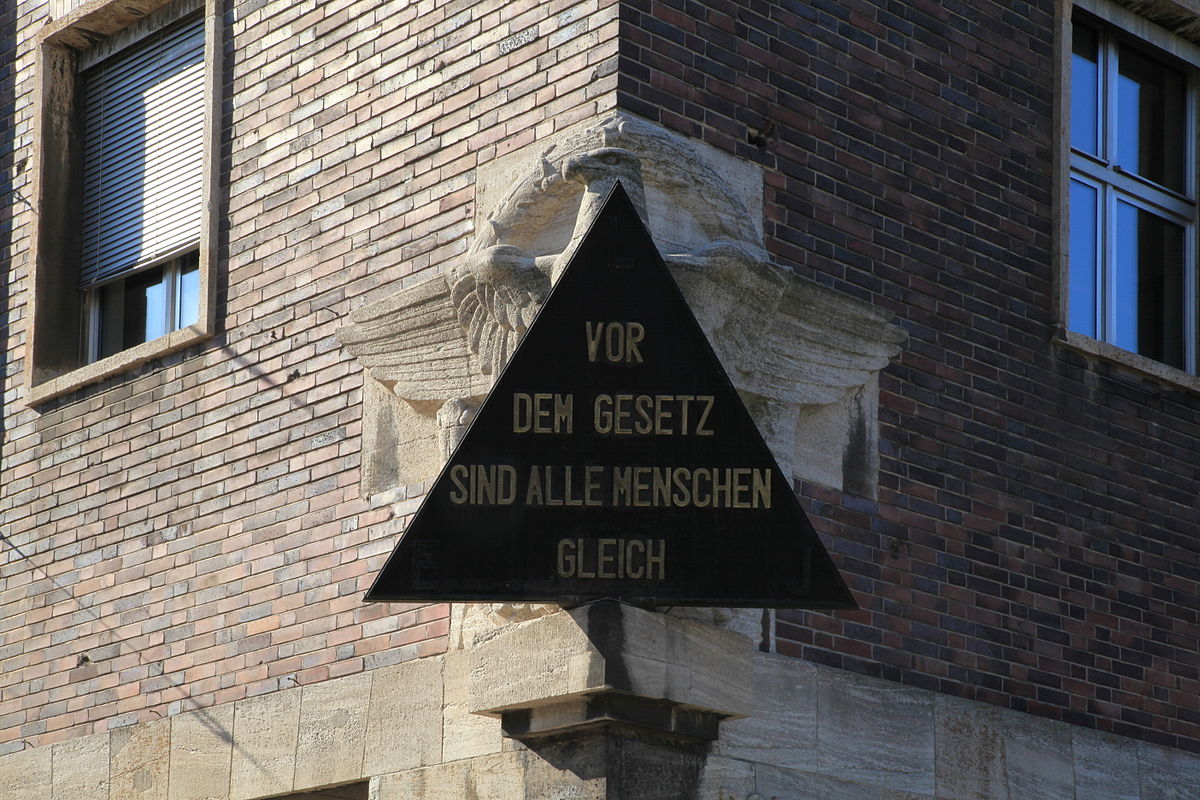 VOR
DEM GESETZ
SIND ALLE MENSCHEN
GLEICH